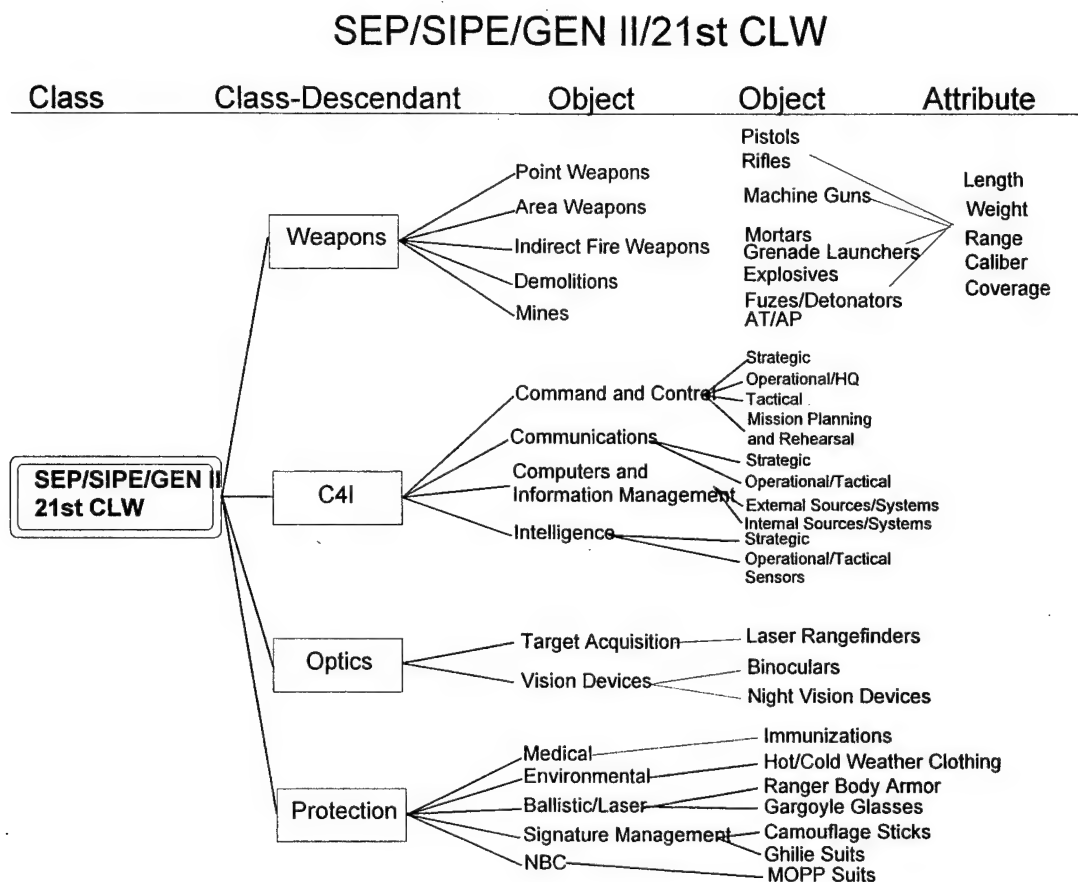 SEP/SIPE/GEN II/21st CLW
Class Class-Descendant Object Object Attribute
Pistols
Rifles
Machine Guns
Mortars
Grenade Launchers
Explosives
Fuzes/Detonators
AT/AP
Length
Weight
Range
Caliber
Coverage
Weapons
Point Weapons
Area Weapons
Indirect Fire Weapons
Demolitions
Mines
SEP/SIPE/GEN II
21st CLW
C4I
Command and Control
Strategic
Operational/HQ
Tactical
Mission Planning
and Rehearsal
Communications
Strategic
Operational/Tactical
Computers and
Information Management
External Sources/Systems
Internal Sources/Systems
Intelligence
Strategic
Operational/Tactical
Sensors
Optics
Target Acquisition
Laser Rangefinders
Vision Devices
Binoculars
Night Vision Devices
Protection
Medical
Immunizations
Environmental
Hot/Cold Weather Clothing
Ballistic/Laser
Ranger Body Armor
Gargoyle Glasses
Signature Management
Camouflage Sticks
Ghilie Suits
NBC
MOPP Suits